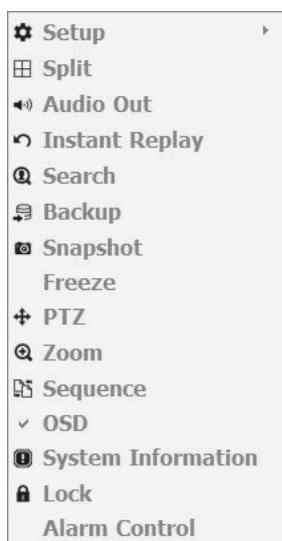 Setup
Split
Audio Out
Instant Replay
Search
Backup
Snapshot
Freeze
PTZ
Zoom
Sequence
OSD
System Information
Lock
Alarm Control